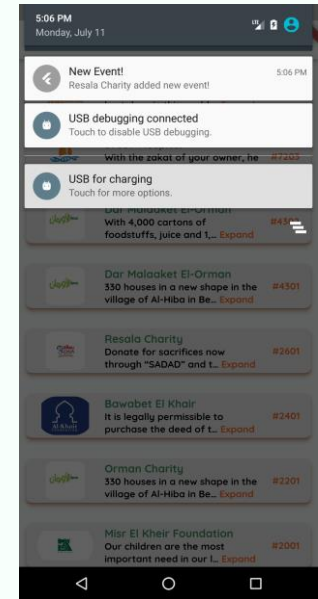 5:06 PM
Monday, July 11
New Event!
5:06 PM
Resala Charity added new event!
USB debugging connected
Touch to disable USB debugging.
With the zakat of your owner, he
#7203
USB for charging
Touch for more options.
Dar Malaaket El-Orman
With 4,000 cartons of
foodstuffs, juice and 1,... Expand
Dar Malaaket El-Orman
330 houses in a new shape in the
village of Al-Hiba in Be... Expand
#4301
Resala Charity
Donate for sacrifices now
through "SADAD" and t... Expand
#2601
Al Khair
Bawabet El Khair
It is legally permissible to
purchase the deed of t... Expand
#2401
Orman Charity
330 houses in a new shape in the
village of Al-Hiba in Be... Expand
#2201
Misr El Kheir Foundation
Our children are the most
important need in our l... Expand
#2001